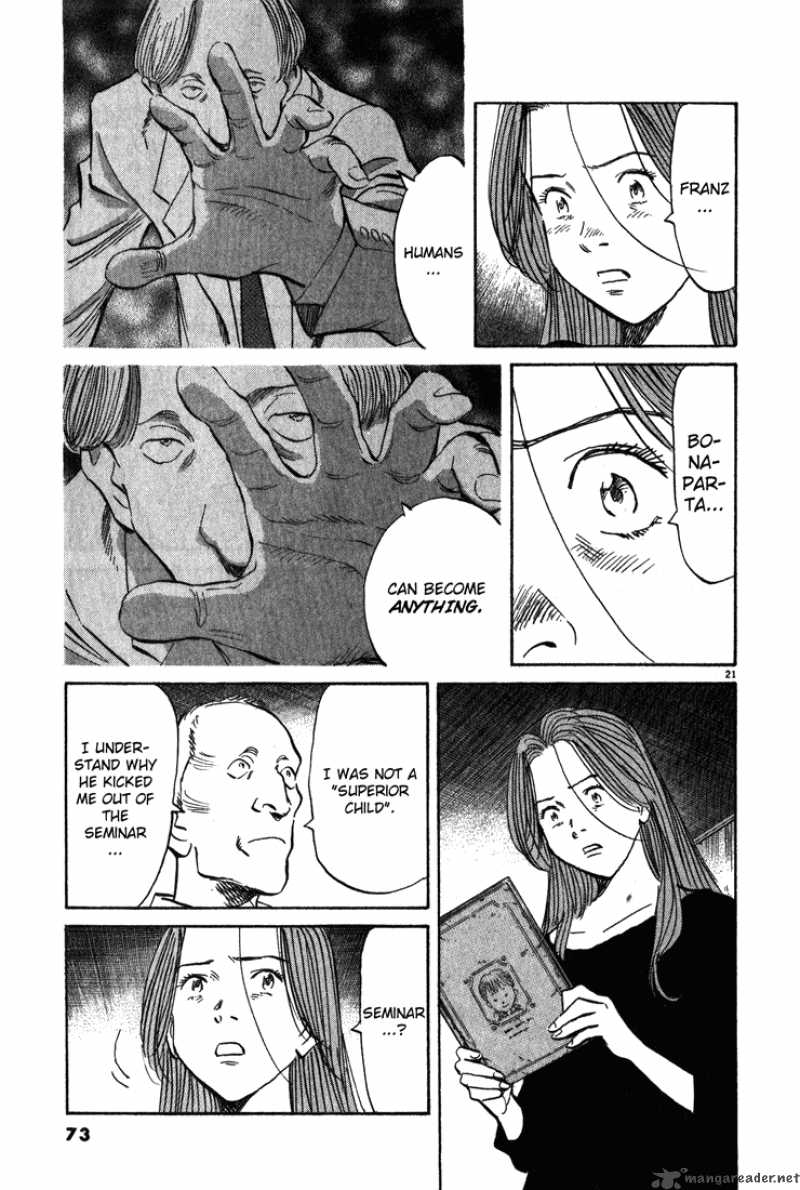 FRANZ
...
HUMANS
...
BO-
NA-
PAR-
TA...
CAN BECOME
ANYTHING.
21
I WAS NOT A
"SUPERIOR
CHILD".
I UNDER-
STAND WHY
HE KICKED
ME OUT OF
THE
SEMINAR
...
SEMINAR
...?
73
mangareader.net